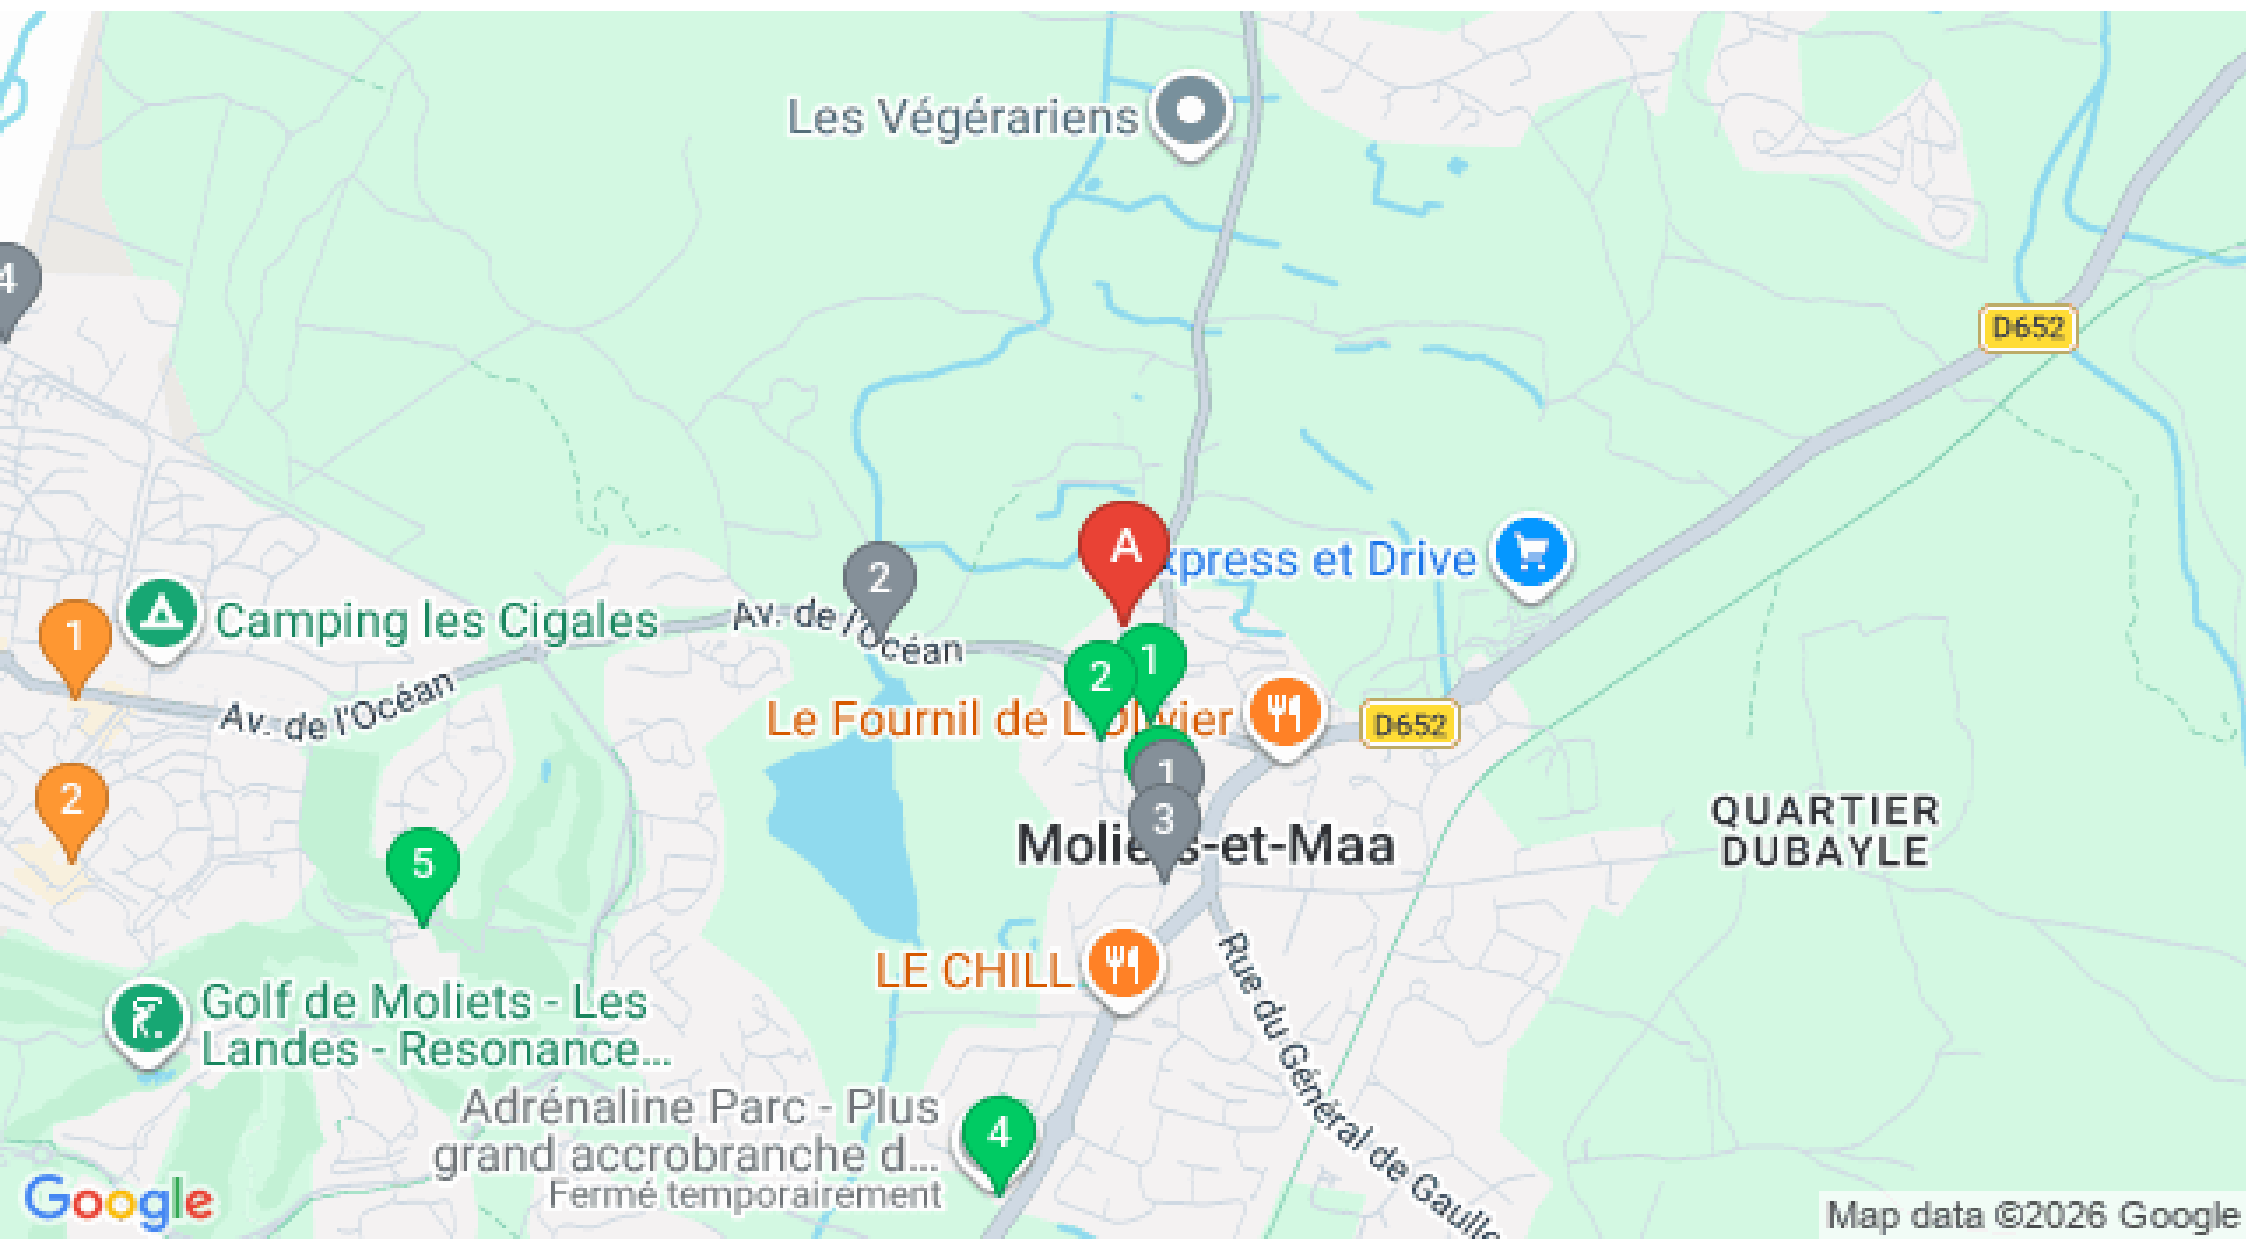 Les Végérariens
4
D652
A
xpress et Drive
2
Camping les Cigales
Av. de l'Océan
1
1
2
Av. de l'Océan
Le Fournil de L'Olivier
D652
1
2
3
Moliets-et-Maa
QUARTIER
DUBAYLE
5
LE CHILL
Rue du Général de Gaulle
Golf de Moliets - Les
Landes - Resonance...
Adrénaline Parc - Plus
grand accrobranche d...
Fermé temporairement
4
Google
Map data ©2026 Google